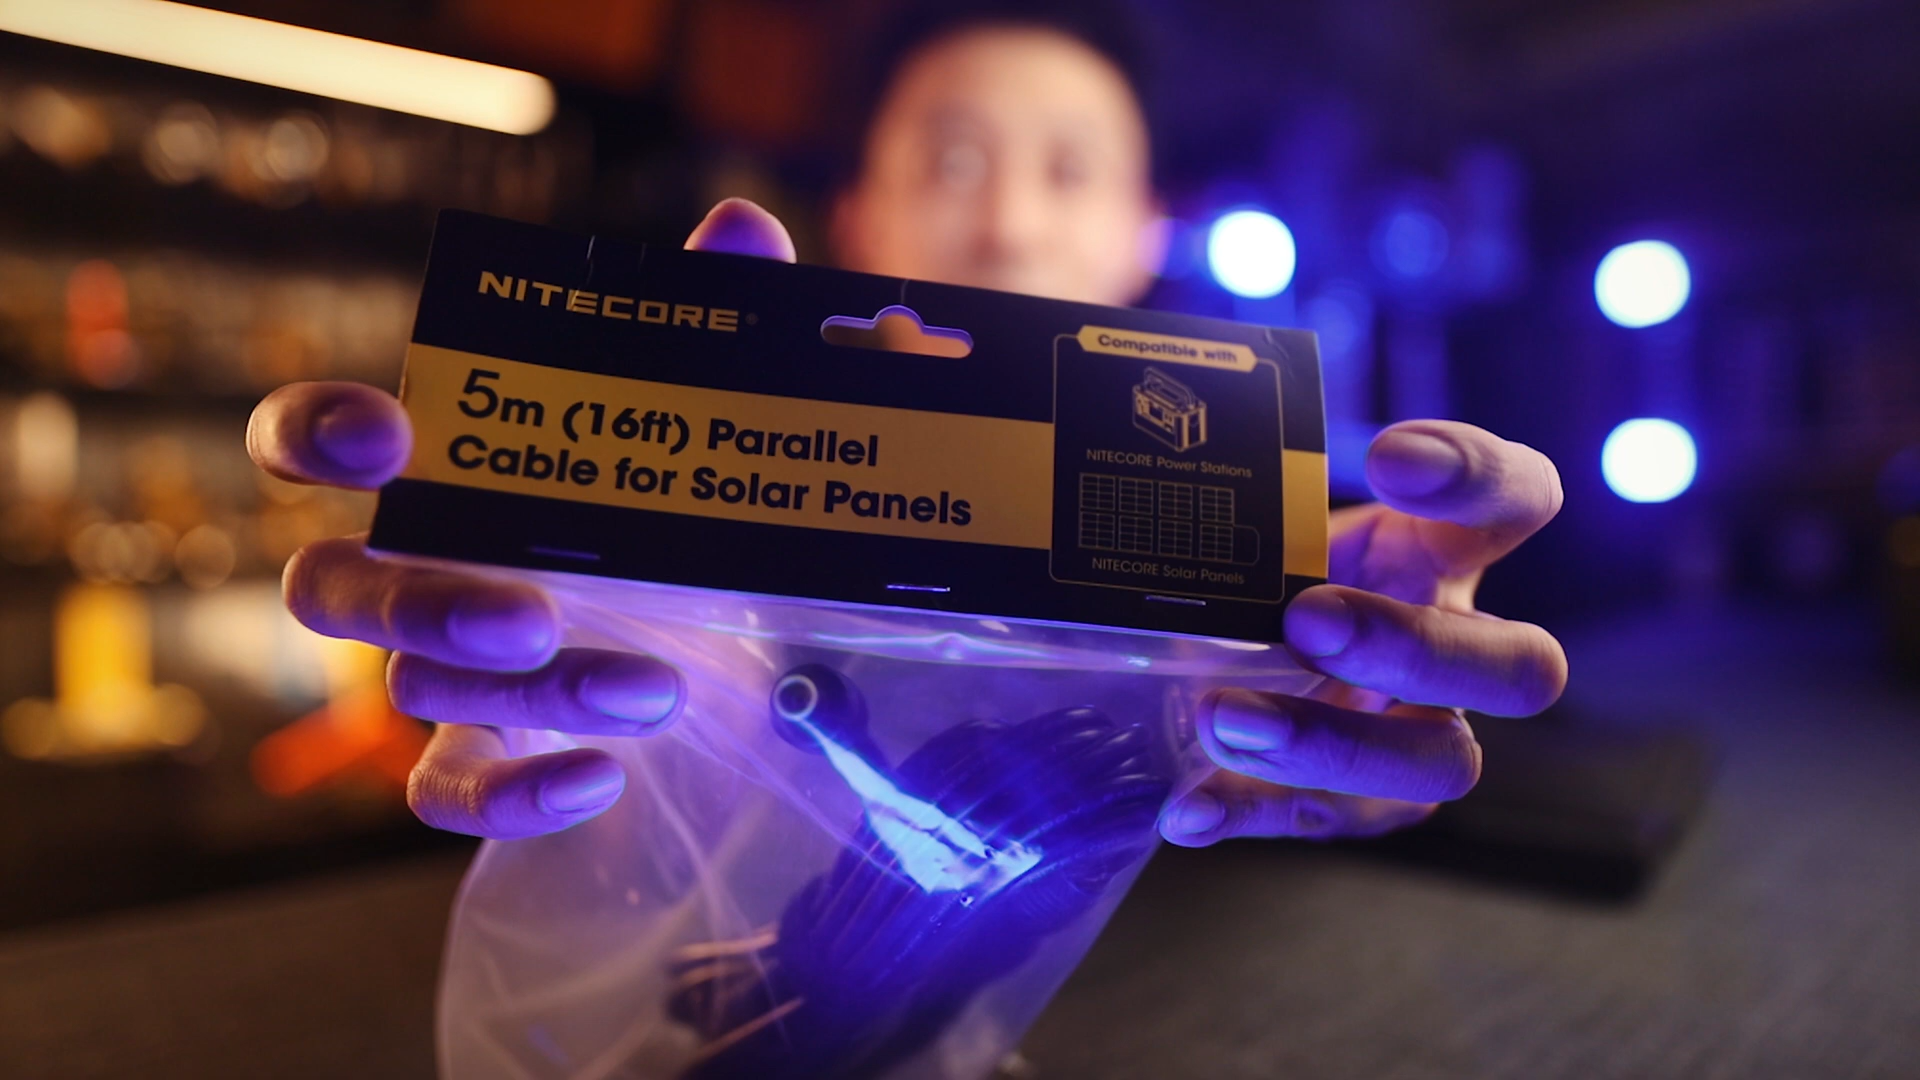 NITECORE®
5m (16ft) Parallel
Cable for Solar Panels
Compatible with
NITECORE Power Stations
NITECORE Solar Panels